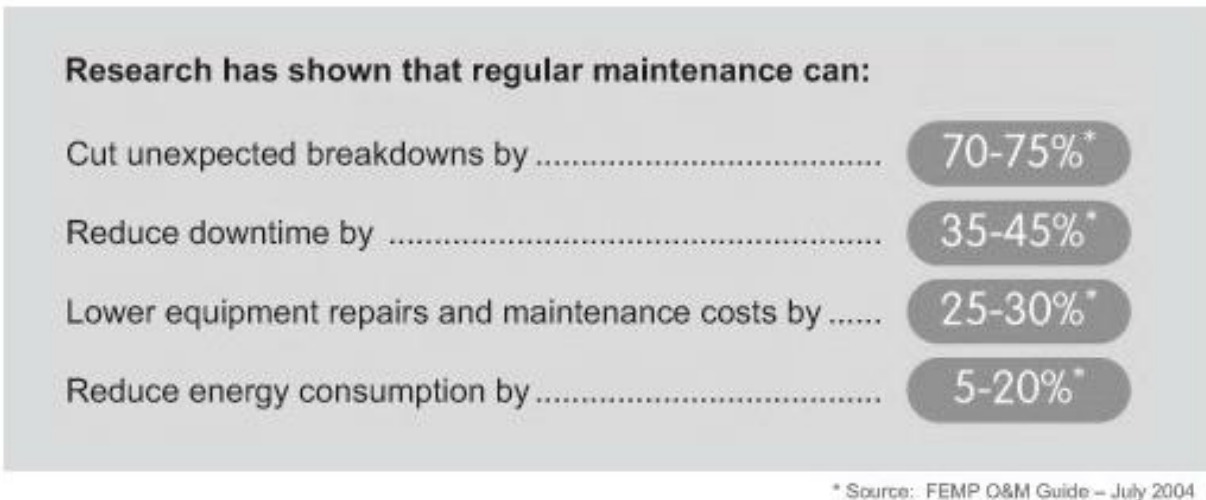 Research has shown that regular maintenance can:
Cut unexpected breakdowns by ..................................... 70-75%*
Reduce downtime by ..................................................... 35-45%*
Lower equipment repairs and maintenance costs by ...... 25-30%*
Reduce energy consumption by ..................................... 5-20%*
* Source: FEMP O&M Guide – July 2004